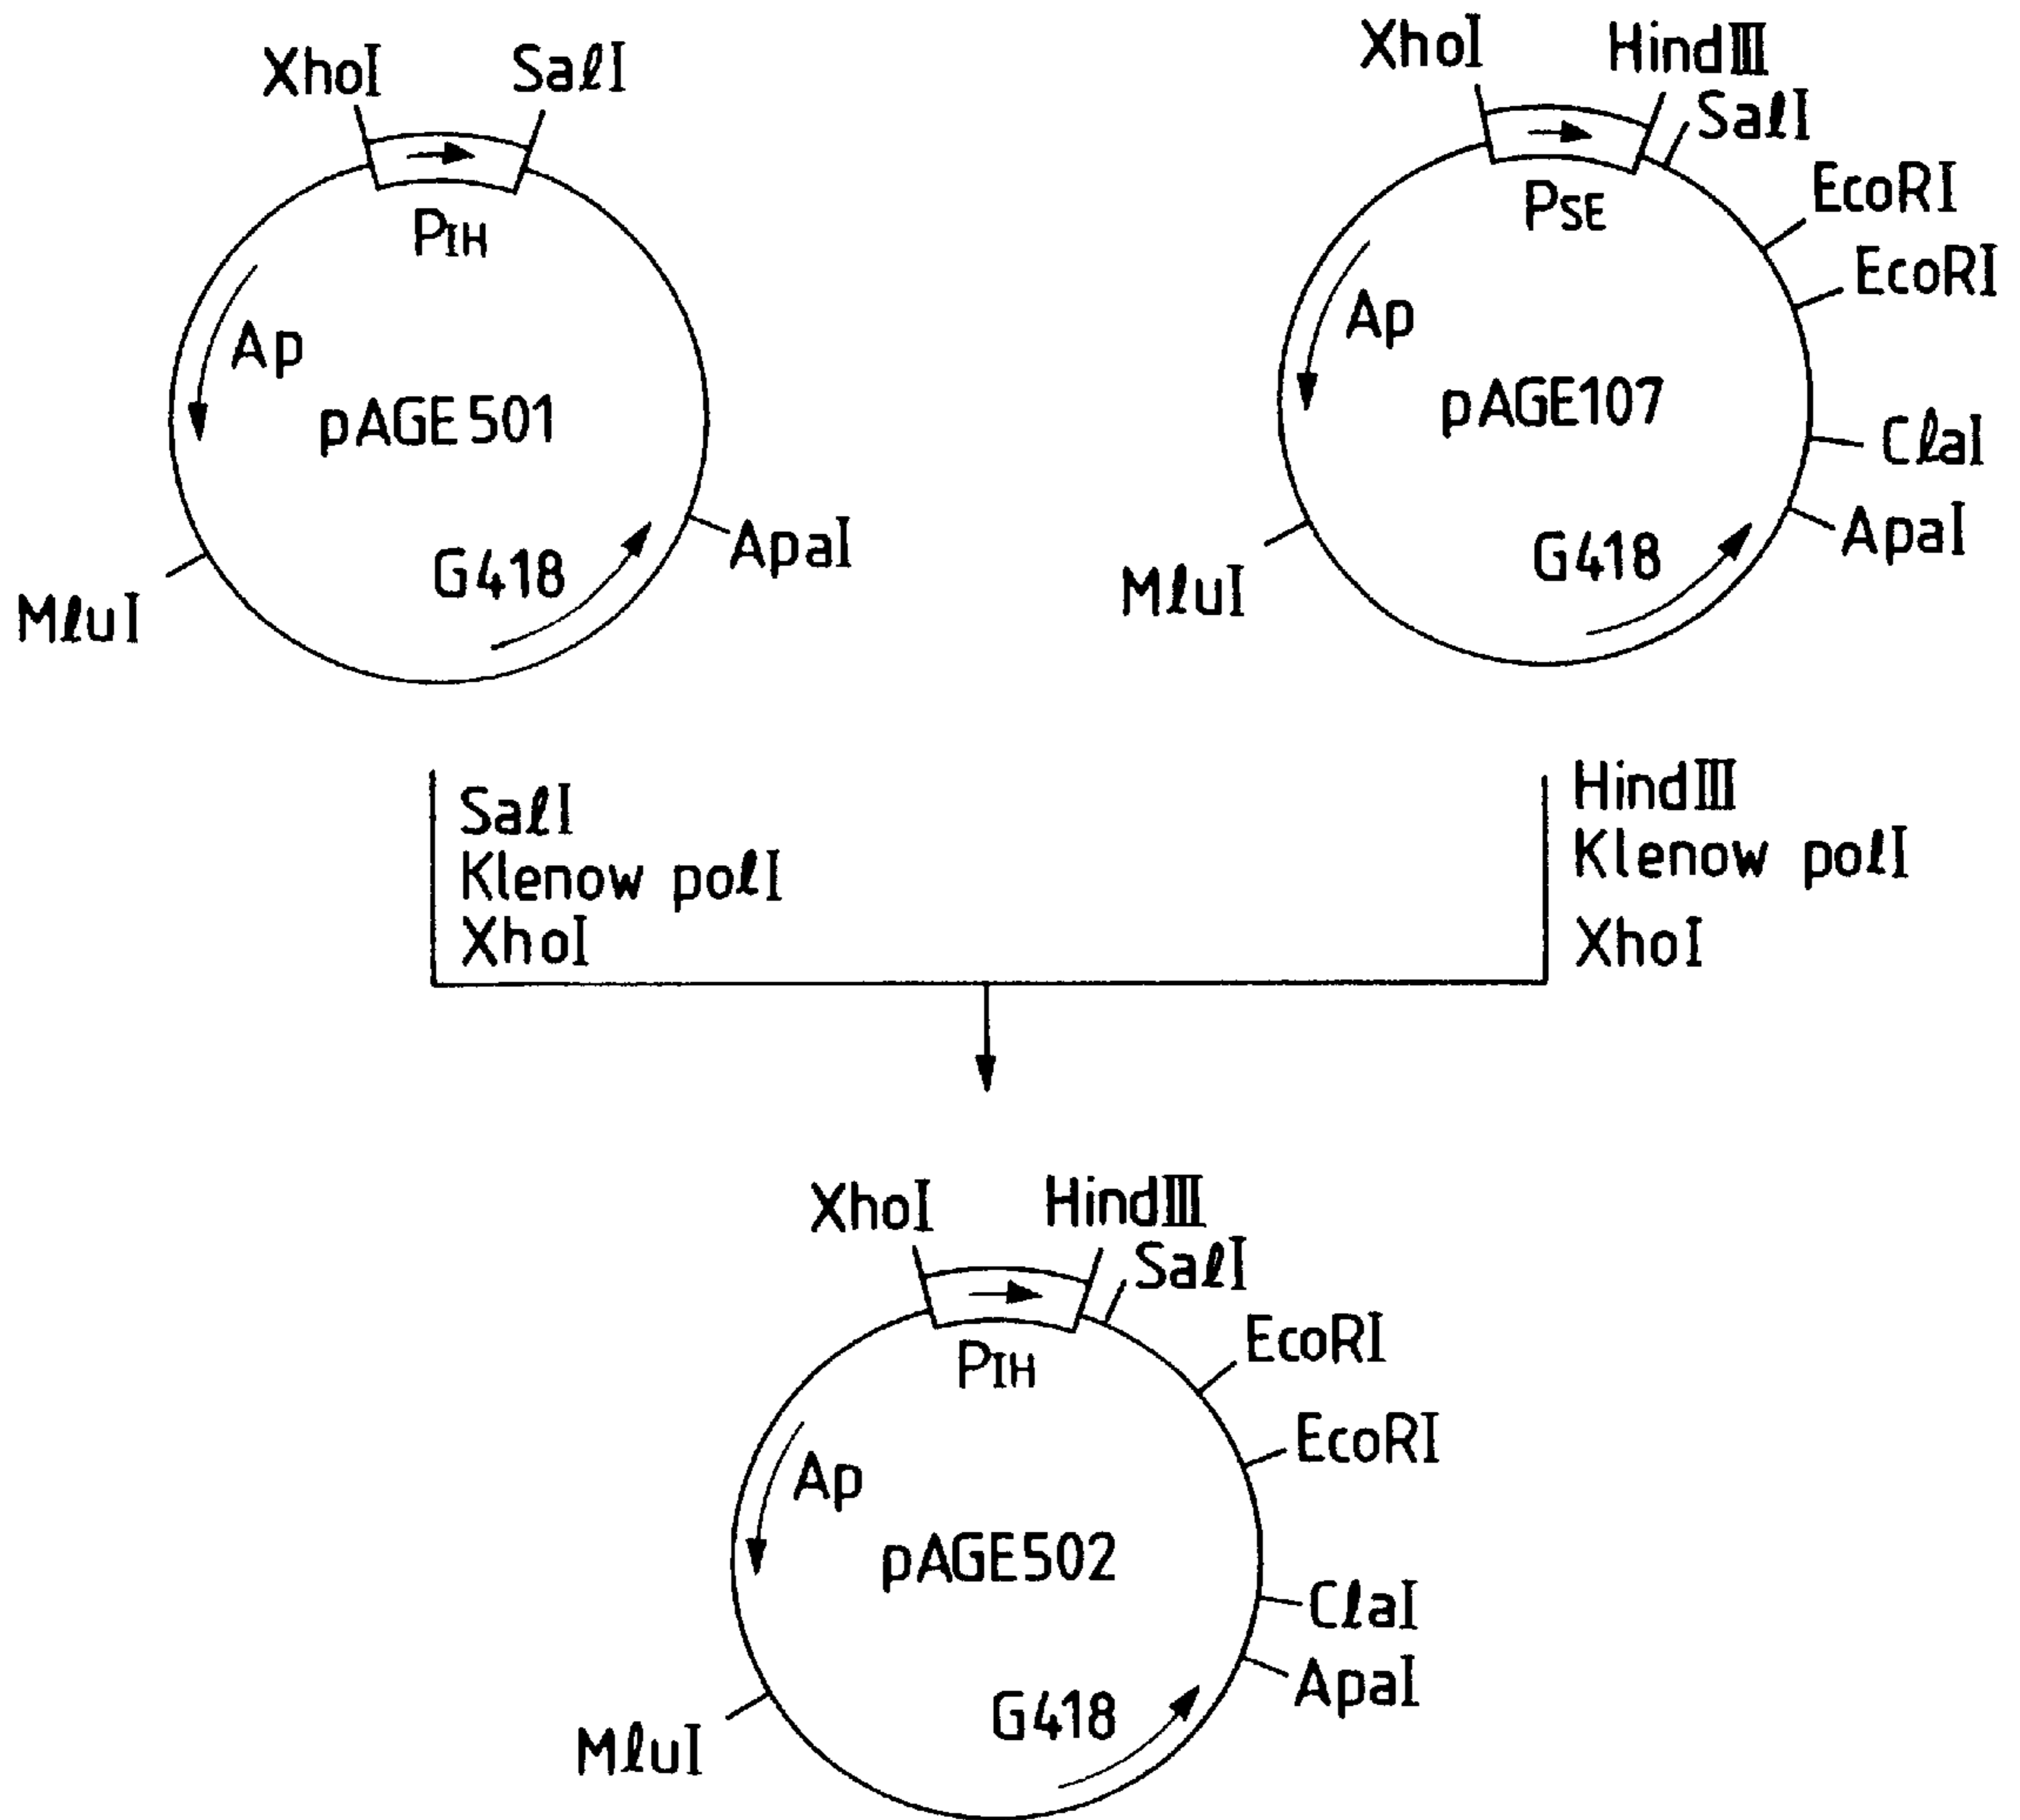 XhoI
SalI
PIH
Ap
pAGE501
ApaI
G418
MluI
XhoI
HindIII
SalI
EcoRI
PSE
EcoRI
Ap
pAGE107
ClaI
ApaI
G418
MluI
SalI
Klenow polI
XhoI
HindIII
Klenow polI
XhoI
XhoI
HindIII
SalI
EcoRI
PIH
EcoRI
Ap
pAGE502
ClaI
ApaI
G418
MluI